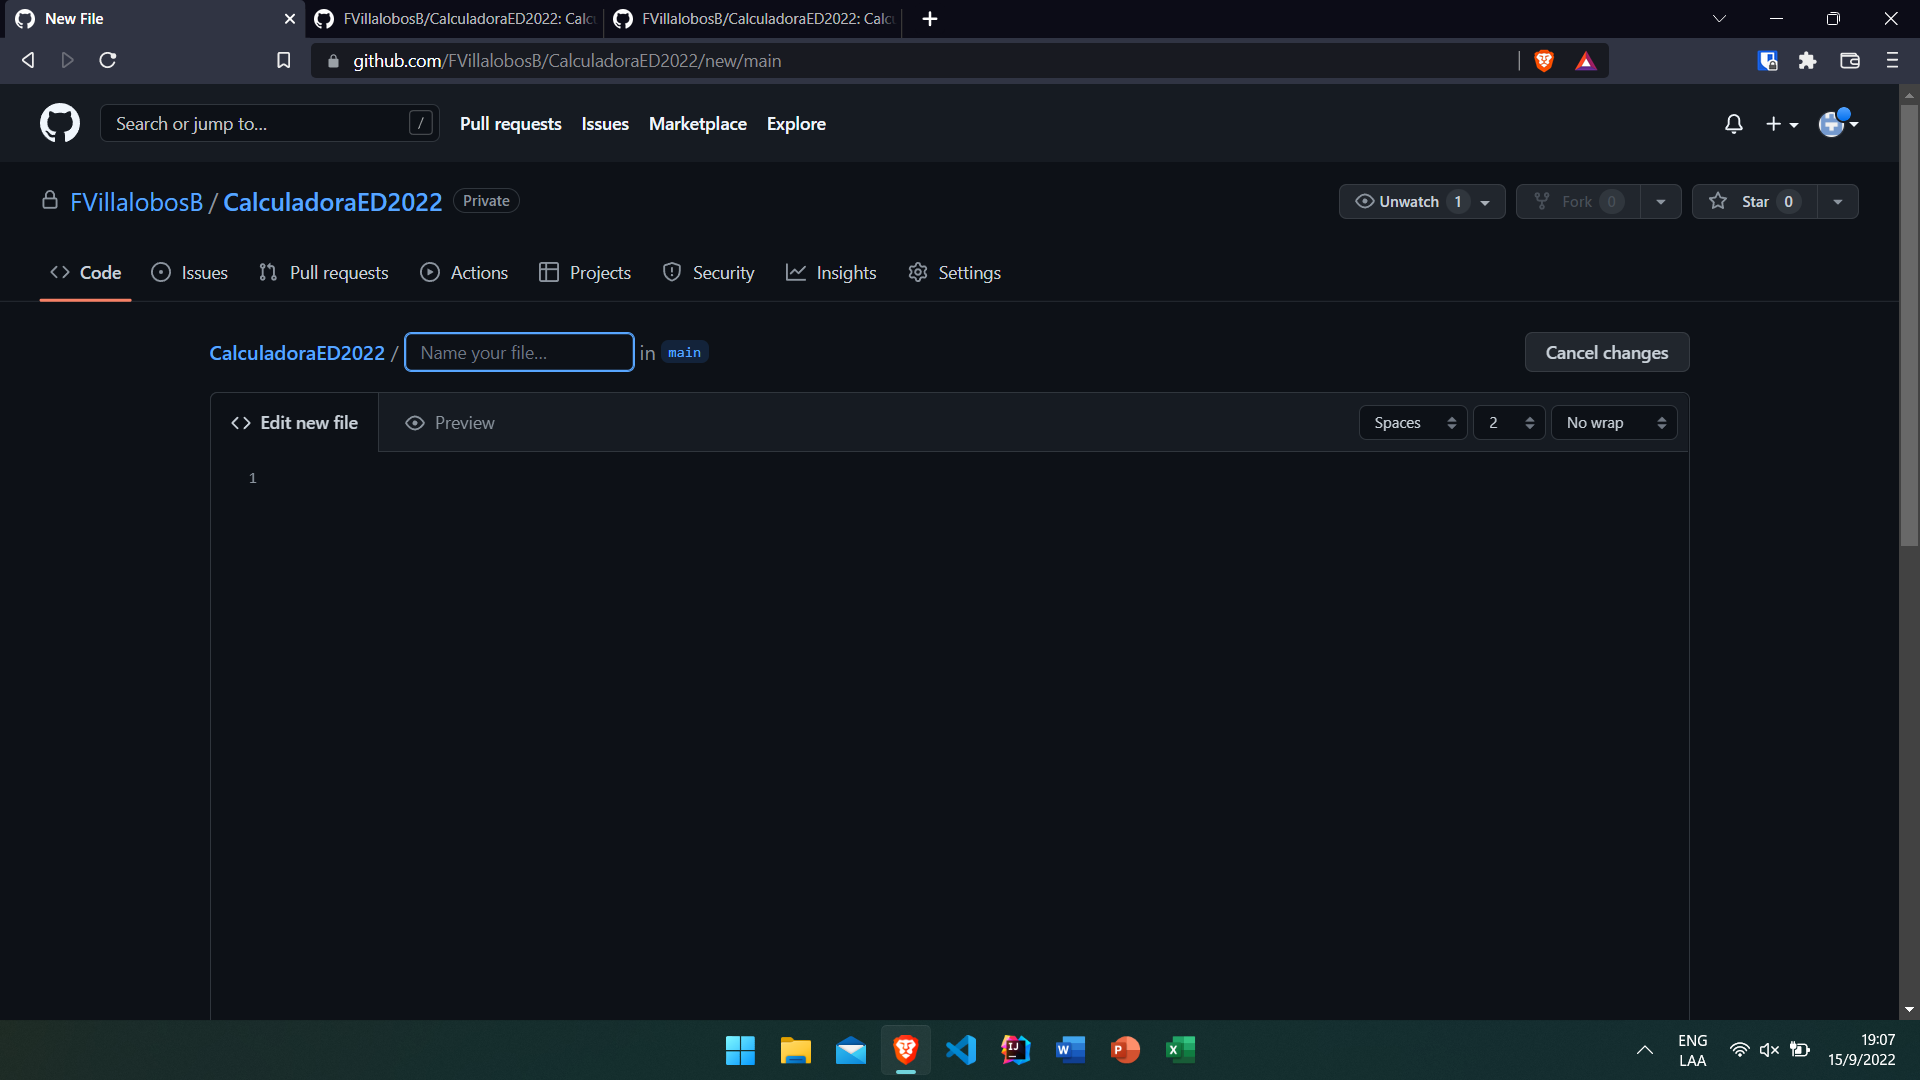 New File
FVillalobosB/CalculadoraED2022: Calc
FVillalobosB/CalculadoraED2022: Calc
github.com/FVillalobosB/CalculadoraED2022/new/main
Search or jump to... /
Pull requests Issues Marketplace Explore
FVillalobosB / CalculadoraED2022 Private
Unwatch 1 Fork 0 Star 0
Code Issues Pull requests Actions Projects Security Insights Settings
CalculadoraED2022 / Name your file... in main
Cancel changes
Edit new file Preview
Spaces 2 No wrap
1
ENG
LAA
19:07
15/9/2022